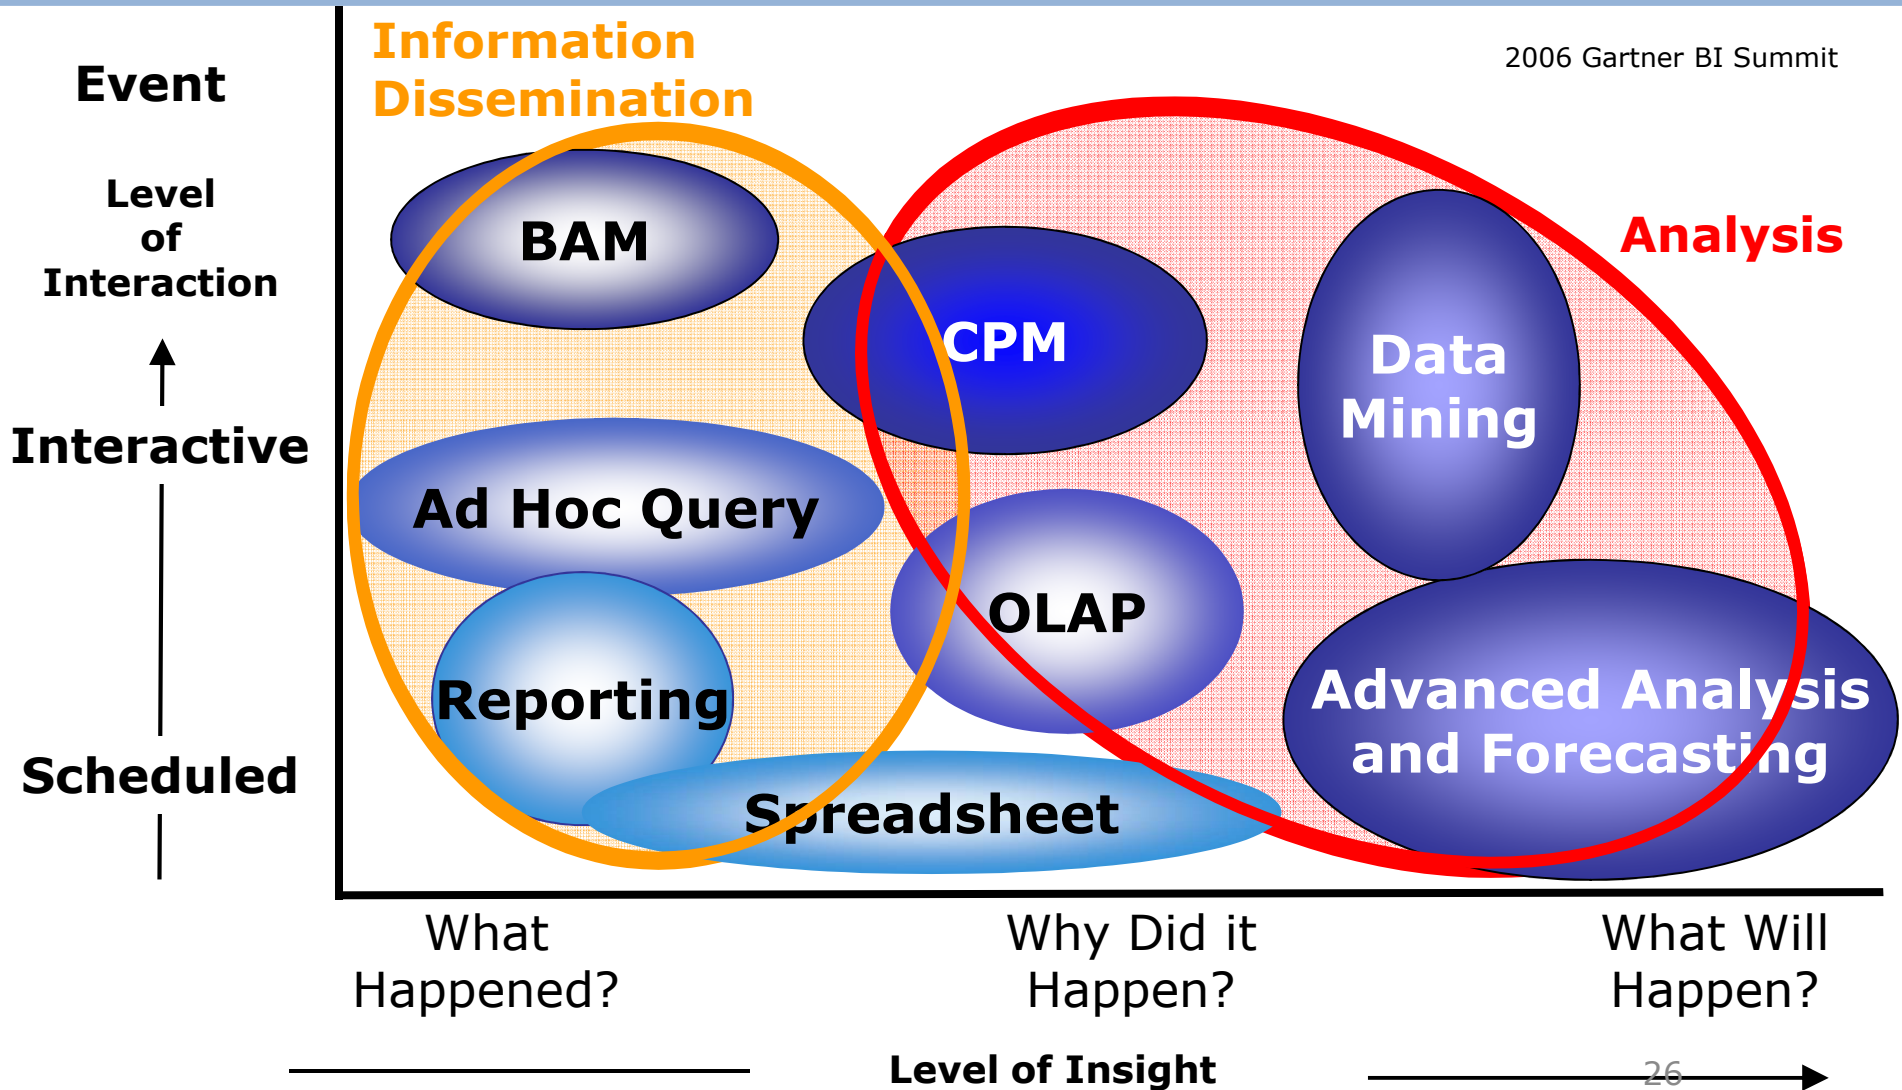 Information
Dissemination
2006 Gartner BI Summit
Event
Level
of
Interaction
BAM
Analysis
CPM
Data
Mining
Interactive
Ad Hoc Query
OLAP
Reporting
Advanced Analysis
and Forecasting
Scheduled
Spreadsheet
What
Happened?
Why Did it
Happen?
What Will
Happen?
Level of Insight
26